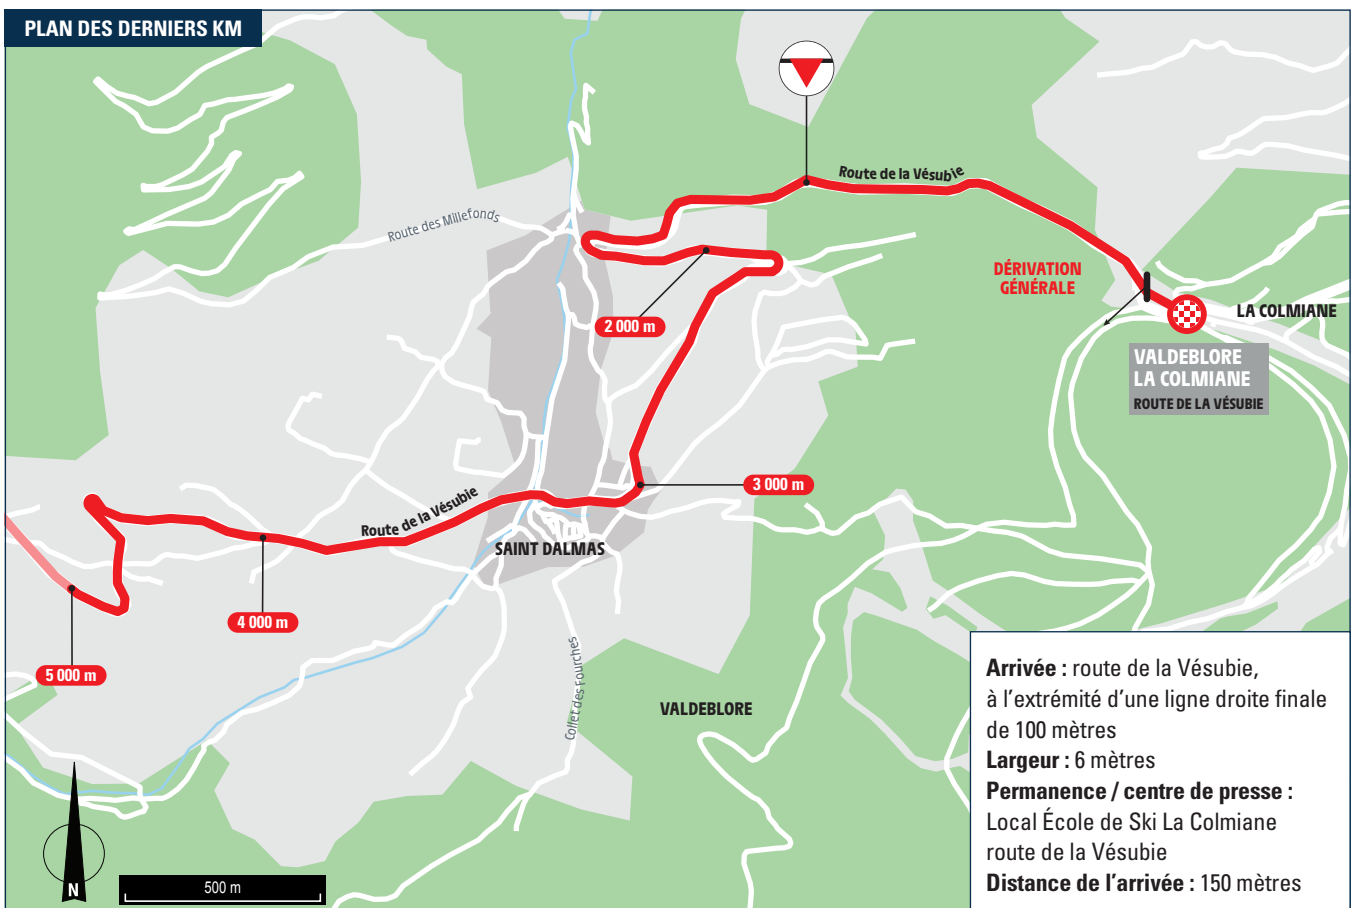 PLAN DES DERNIERS KM
Route de la Vésubie
Route des Millefonds
DÉRIVATION
GÉNÉRALE
LA COLMIANE
2 000 m
VALDEBLORE
LA COLMIANE
ROUTE DE LA VÉSUBIE
3 000 m
Route de la Vésubie
SAINT DALMAS
4 000 m
5 000 m
Collet des Fourches
VALDEBLORE
Arrivée : route de la Vésubie,
à l’extrémité d’une ligne droite finale
de 100 mètres
Largeur : 6 mètres
Permanence / centre de presse :
Local École de Ski La Colmiane
route de la Vésubie
Distance de l’arrivée : 150 mètres
N
500 m